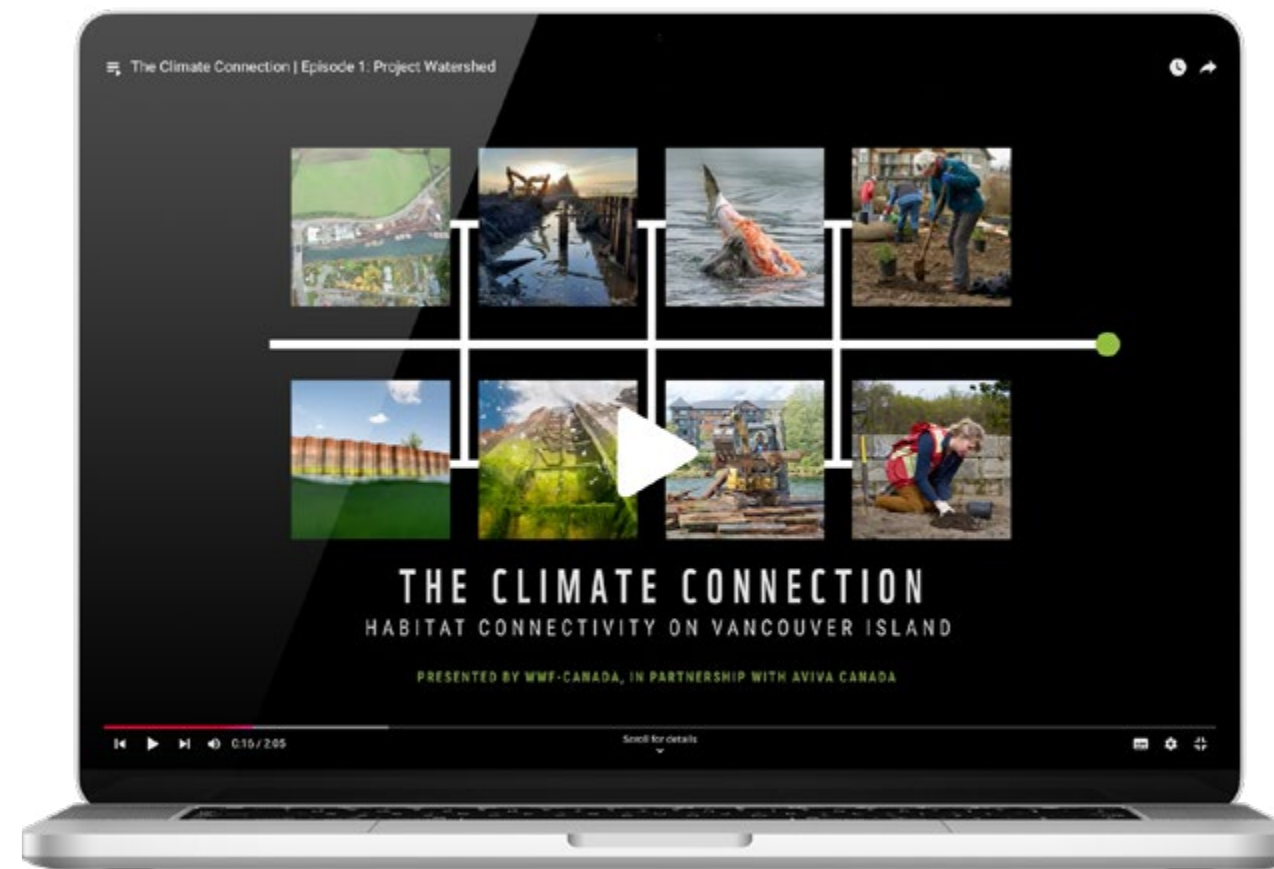 The Climate Connection | Episode 1: Project Watershed
THE CLIMATE CONNECTION
HABITAT CONNECTIVITY ON VANCOUVER ISLAND
PRESENTED BY WWF-CANADA, IN PARTNERSHIP WITH AVIVA CANADA
0:16 / 2:05
Scroll for details